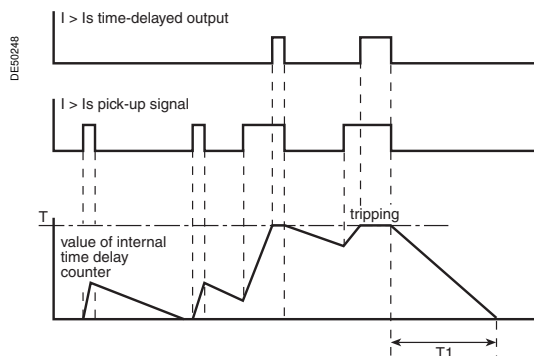 I > Is time-delayed output
DE50248
I > Is pick-up signal
T
tripping
value of internal
time delay
counter
T1